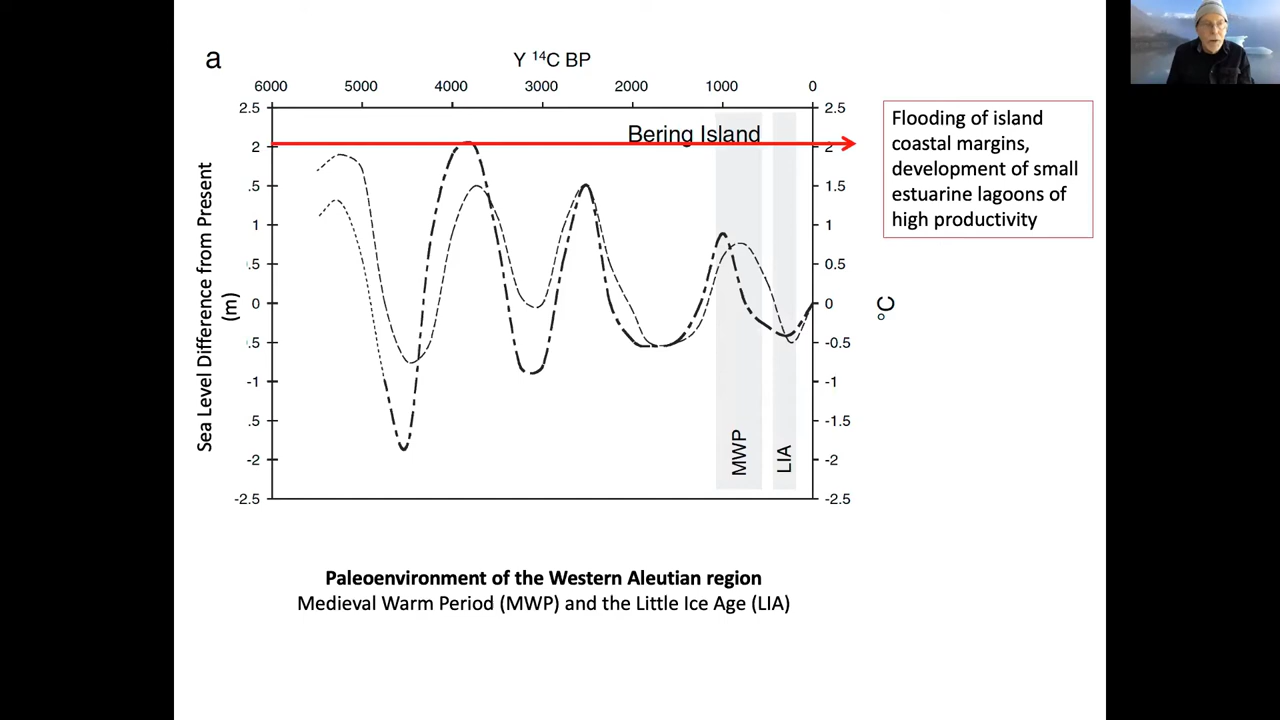 a
Y ¹⁴C BP
6000 5000 4000 3000 2000 1000 0
2.5 2.5
Bering Island
2 2
.5 1.5
1 1
.5 0.5
0 0
.5 -0.5
-1 -1
.5 -1.5
-2 -2
-2.5 -2.5
Sea Level Difference from Present
(m)
°C
MWP
LIA
Flooding of island
coastal margins,
development of small
estuarine lagoons of
high productivity
Paleoenvironment of the Western Aleutian region
Medieval Warm Period (MWP) and the Little Ice Age (LIA)